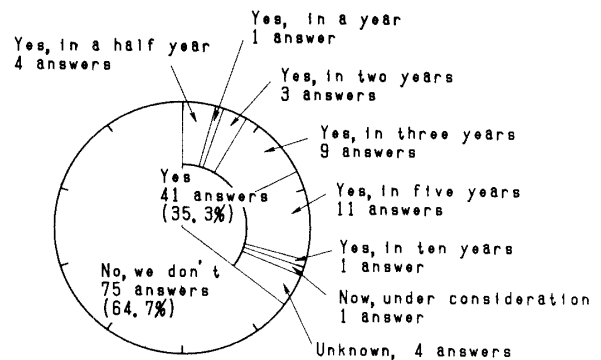 Yes, in a year
1 answer
Yes, in a half year
4 answers
Yes, in two years
3 answers
Yes, in three years
9 answers
Yes
41 answers
(35.3%)
Yes, in five years
11 answers
Yes, in ten years
1 answer
No, we don't
75 answers
(64.7%)
Now, under consideration
1 answer
Unknown, 4 answers